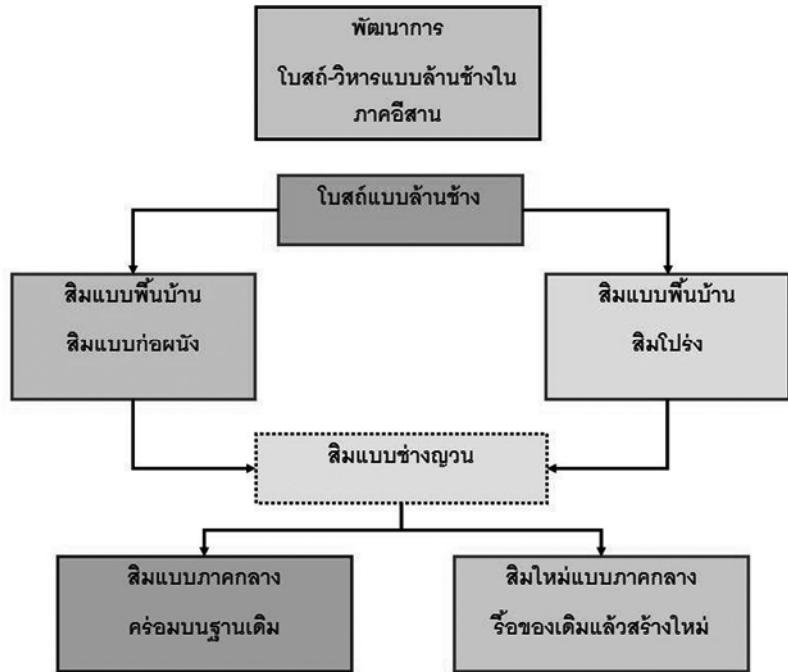 พัฒนาการ
โบสถ์-วิหารแบบล้านช้างใน
ภาคอีสาน
โบสถ์แบบล้านช้าง
สิมแบบพื้นบ้าน
สิมแบบก่อผนัง
สิมแบบพื้นบ้าน
สิมโปร่ง
สิมแบบช่างญวน
สิมแบบภาคกลาง
คร่อมบนฐานเดิม
สิมใหม่แบบภาคกลาง
รื้อของเดิมแล้วสร้างใหม่